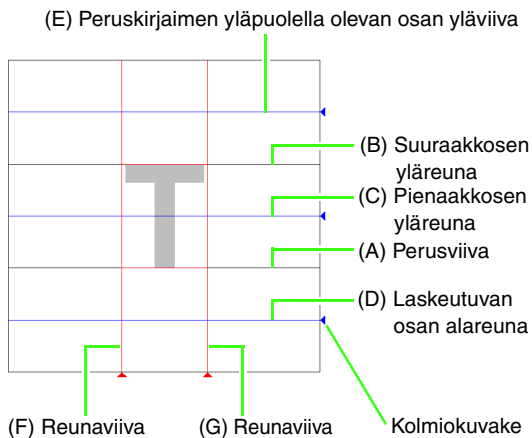 (E) Peruskirjaimen yläpuolella olevan osan yläviiva
(B) Suuraakkosen
yläreuna
(C) Pienaakkosen
yläreuna
(A) Perusviiva
(D) Laskeutuvan
osan alareuna
(F) Reunaviiva
(G) Reunaviiva
Kolmiokuvake
T